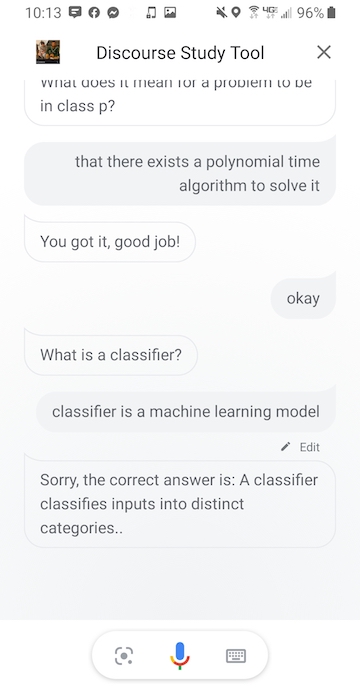 10:13 4GE 96%
Discourse Study Tool
What does it mean for a problem to be
in class p?
that there exists a polynomial time
algorithm to solve it
You got it, good job!
okay
What is a classifier?
classifier is a machine learning model
Edit
Sorry, the correct answer is: A classifier
classifies inputs into distinct
categories..